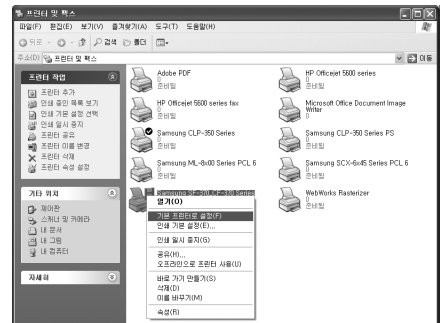 프린터 및 팩스
파일(F) 편집(E) 보기(V) 즐겨찾기(A) 도구(T) 도움말(H)
뒤로 검색 폴더
주소(D) 프린터 및 팩스 이동
프린터 작업
프린터 추가
인쇄 중인 목록 보기
인쇄 기본 설정 선택
인쇄 일시 중지
프린터 공유
프린터 이름 변경
프린터 삭제
프린터 속성 설정
기타 위치
제어판
스캐너 및 카메라
내 문서
내 그림
내 컴퓨터
자세히
Adobe PDF
0
준비됨
HP Officejet 5600 series
0
준비됨
HP Officejet 5600 series fax
0
준비됨
Microsoft Office Document Image Writer
0
준비됨
Samsung CLP-350 Series
0
준비됨
Samsung CLP-350 Series PS
0
준비됨
Samsung ML-8x00 Series PCL 6
0
준비됨
Samsung SCX-6x45 Series PCL 6
0
준비됨
Samsung SF-370_CF-370 Series
WebWorks Rasterizer
0
준비됨
열기(O)
기본 프린터로 설정(F)
인쇄 기본 설정(E)...
인쇄 일시 중지(G)
공유(H)...
오프라인으로 프린터 사용(U)
바로 가기 만들기(S)
삭제(D)
이름 바꾸기(M)
속성(R)